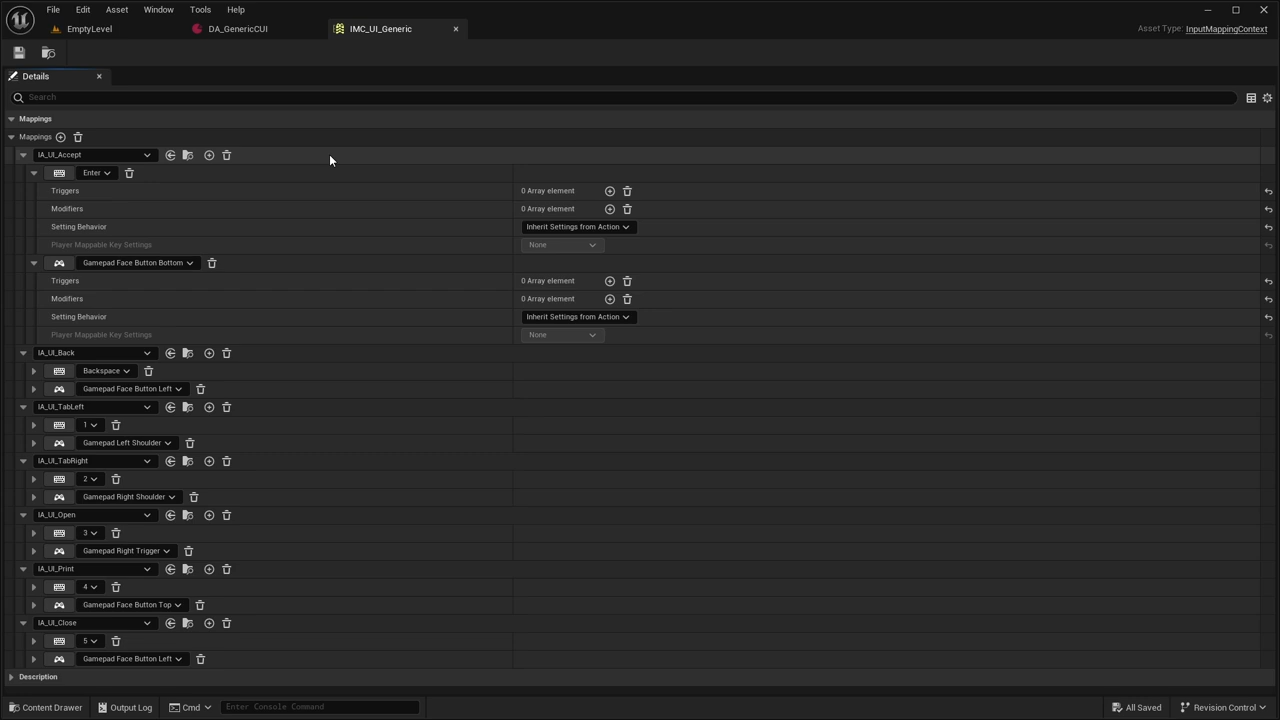 File Edit Asset Window Tools Help
EmptyLevel DA_GenericCUI IMC_UI_Generic Asset Type: InputMappingContext
Details
Search
Mappings
Mappings
IA_UI_Accept
Enter
Triggers 0 Array element
Modifiers 0 Array element
Setting Behavior Inherit Settings from Action
Player Mappable Key Settings None
Gamepad Face Button Bottom
Triggers 0 Array element
Modifiers 0 Array element
Setting Behavior Inherit Settings from Action
Player Mappable Key Settings None
IA_UI_Back
Backspace
Gamepad Face Button Left
IA_UI_TabLeft
1
Gamepad Left Shoulder
IA_UI_TabRight
2
Gamepad Right Shoulder
IA_UI_Open
3
Gamepad Right Trigger
IA_UI_Print
4
Gamepad Face Button Top
IA_UI_Close
5
Gamepad Face Button Left
Description
Content Drawer Output Log Cmd Enter Console Command All Saved Revision Control